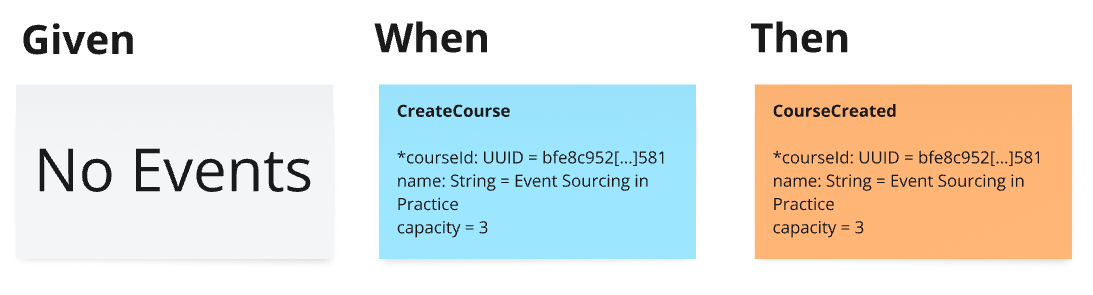 Given
When
Then
No Events
CreateCourse
*courseId: UUID = bfe8c952[...]581
name: String = Event Sourcing in
Practice
capacity = 3
CourseCreated
*courseId: UUID = bfe8c952[...]581
name: String = Event Sourcing in
Practice
capacity = 3